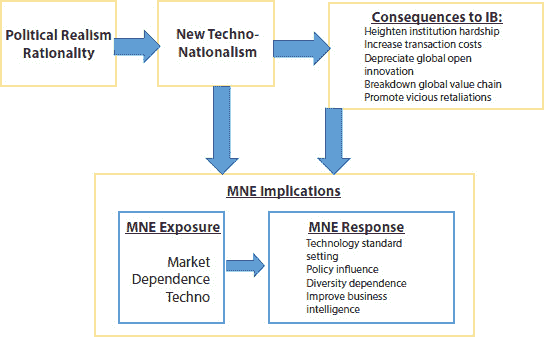 Political Realism
Rationality
New Techno-
Nationalism
Consequences to IB:
Heighten institution hardship
Increase transaction costs
Depreciate global open
innovation
Breakdown global value chain
Promote vicious retaliations
MNE Implications
MNE Exposure
Market
Dependence
Techno
MNE Response
Technology standard
setting
Policy influence
Diversity dependence
Improve business
intelligence